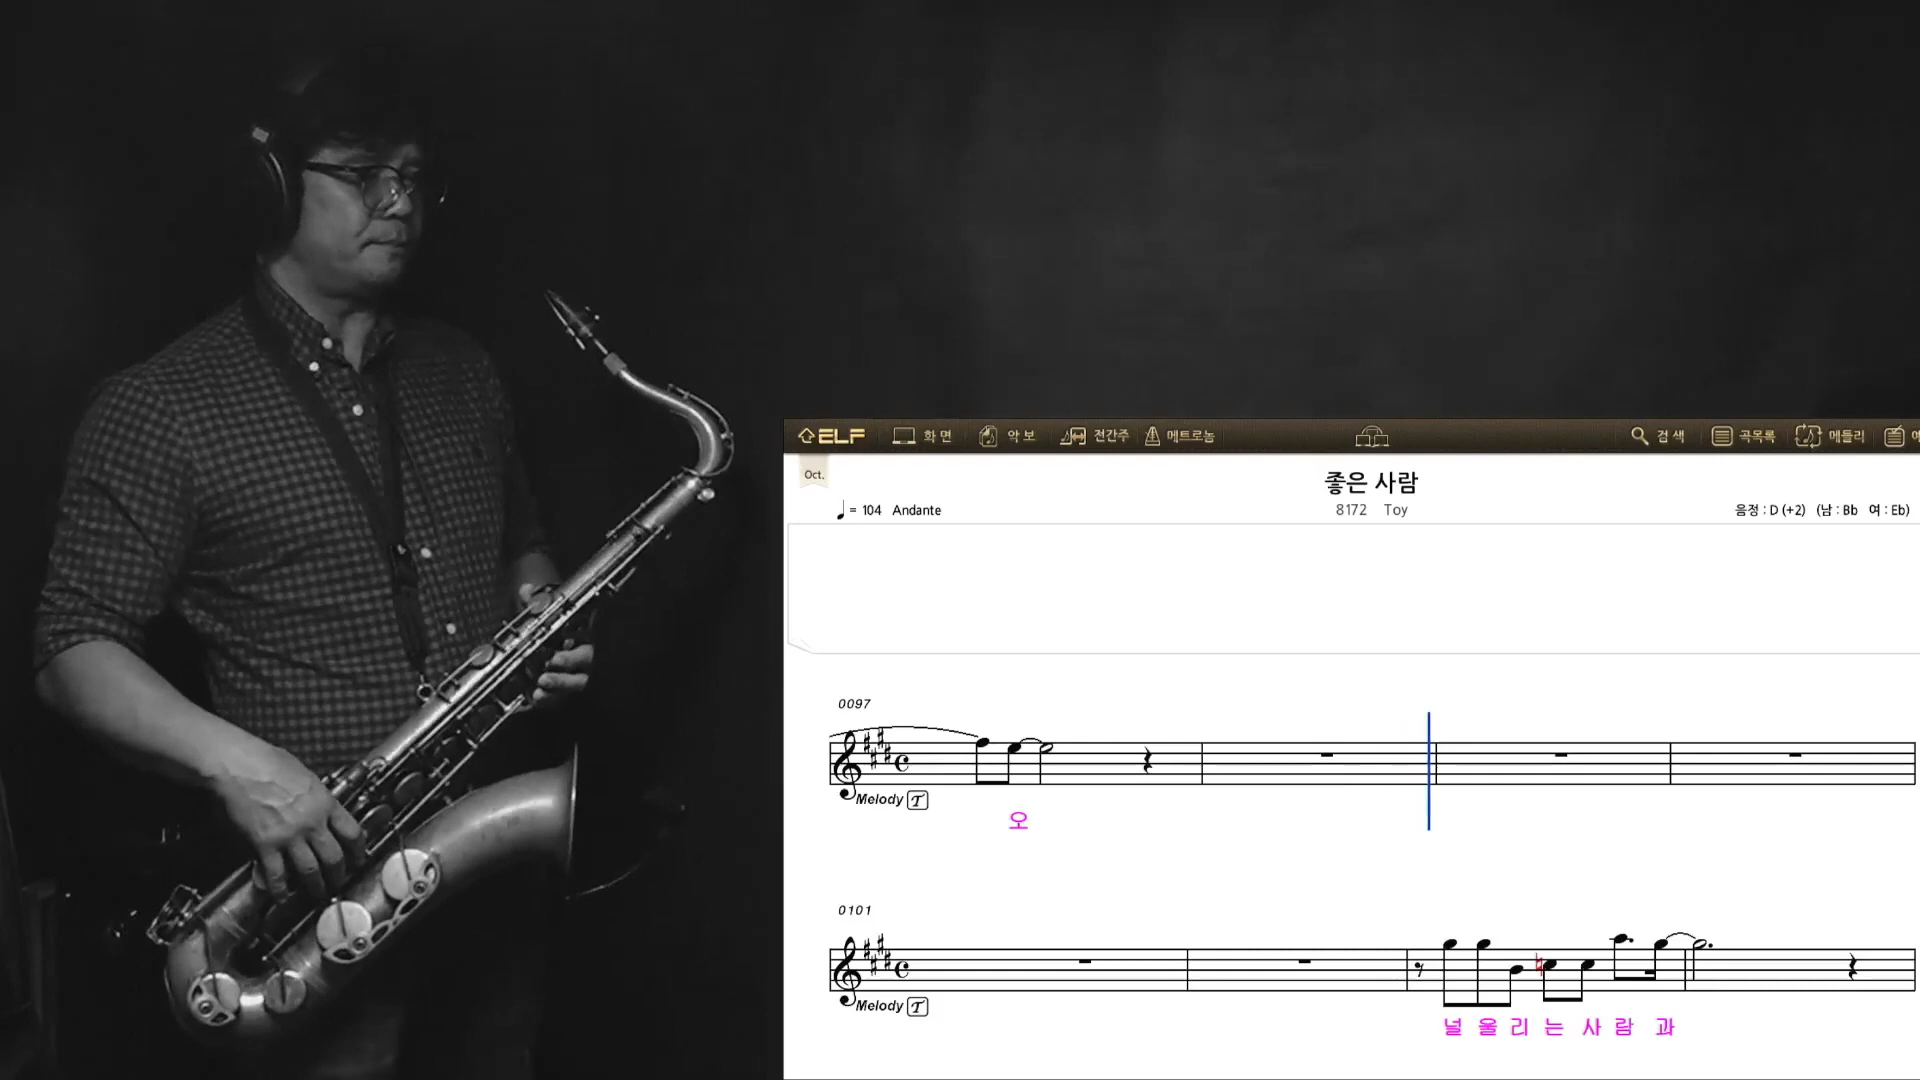 ELF 화면 악보 전간주 메트로놈 검색 곡목록 메들리
Oct.
좋은 사람
♩ = 104 Andante
8172 Toy
음정 : D (+2) (남 : Bb 여 : Eb)
0097
Melody T
오
0101
Melody T
널 울 리 는 사 람 과